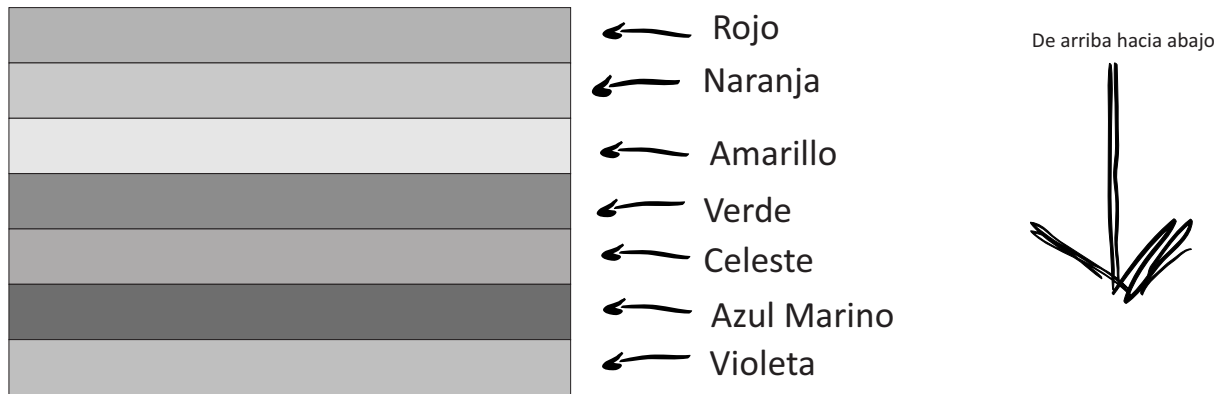 Rojo
De arriba hacia abajo
Naranja
Amarillo
Verde
Celeste
Azul Marino
Violeta